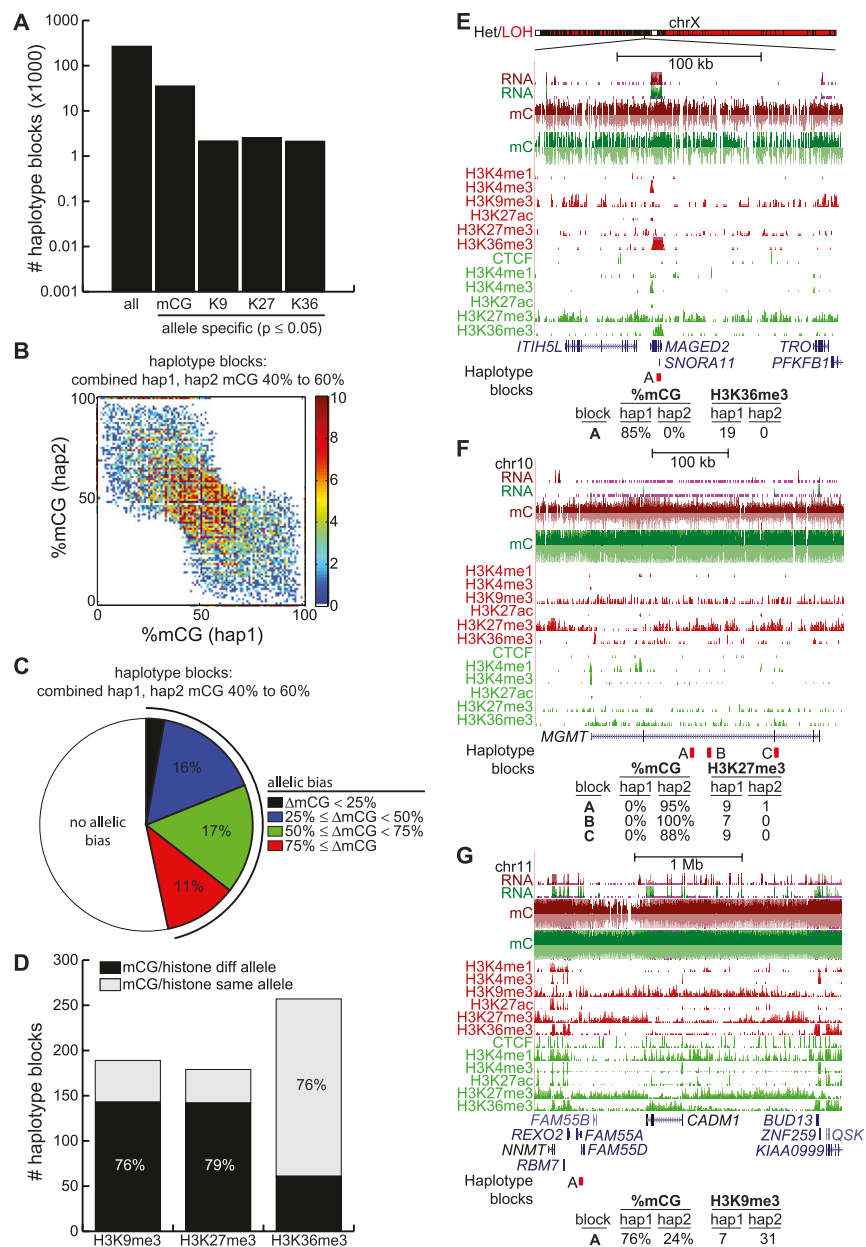 A
# haplotype blocks (x1000)
1000
100
10
1
0.1
0.01
0.001
all
mCG
K9
K27
K36
allele specific (p ≤ 0.05)
B
haplotype blocks:
combined hap1, hap2 mCG 40% to 60%
%mCG (hap2)
100
50
0
0
50
100
%mCG (hap1)
10
8
6
4
2
0
C
haplotype blocks:
combined hap1, hap2 mCG 40% to 60%
no allelic
bias
16%
17%
11%
allelic bias
ΔmCG < 25%
25% ≤ ΔmCG < 50%
50% ≤ ΔmCG < 75%
75% ≤ ΔmCG
D
# haplotype blocks
300
250
200
150
100
50
0
mCG/histone diff allele
mCG/histone same allele
76%
79%
76%
H3K9me3
H3K27me3
H3K36me3
E
Het/LOH
chrX
100 kb
RNA
RNA
mC
mC
H3K4me1
H3K4me3
H3K9me3
H3K27ac
H3K27me3
H3K36me3
CTCF
H3K4me1
H3K4me3
H3K27ac
H3K27me3
H3K36me3
ITIH5L
MAGED2
TRO
SNORA11
PFKFB1
Haplotype
blocks
A
%mCG
H3K36me3
block
hap1
hap2
hap1
hap2
A 85% 0% 19 0
F
chr10
100 kb
RNA
RNA
mC
mC
H3K4me1
H3K4me3
H3K9me3
H3K27ac
H3K27me3
H3K36me3
CTCF
H3K4me1
H3K4me3
H3K27ac
H3K27me3
H3K36me3
MGMT
Haplotype
blocks
A
B
C
%mCG
H3K27me3
block
hap1
hap2
hap1
hap2
A 0% 95% 9 1
B 0% 100% 7 0
C 0% 88% 9 0
G
chr11
1 Mb
RNA
RNA
mC
mC
H3K4me1
H3K4me3
H3K9me3
H3K27ac
H3K27me3
H3K36me3
CTCF
H3K4me1
H3K4me3
H3K27ac
H3K27me3
H3K36me3
FAM55B
CADM1
BUD13
REXO2
FAM55A
ZNF259
QSK
NNMT
FAM55D
KIAA0999
RBM7
Haplotype
blocks
A
%mCG
H3K9me3
block
hap1
hap2
hap1
hap2
A 76% 24% 7 31